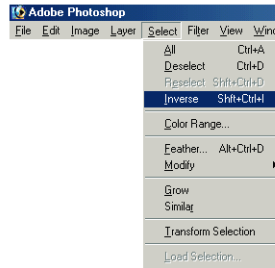 Adobe Photoshop
File Edit Image Layer Select Filter View Win
All Ctrl+A
Deselect Ctrl+D
Reselect Shft+Ctrl+D
Inverse Shft+Ctrl+I
Color Range...
Feather... Alt+Ctrl+D
Modify
Grow
Similar
Transform Selection
Load Selection...